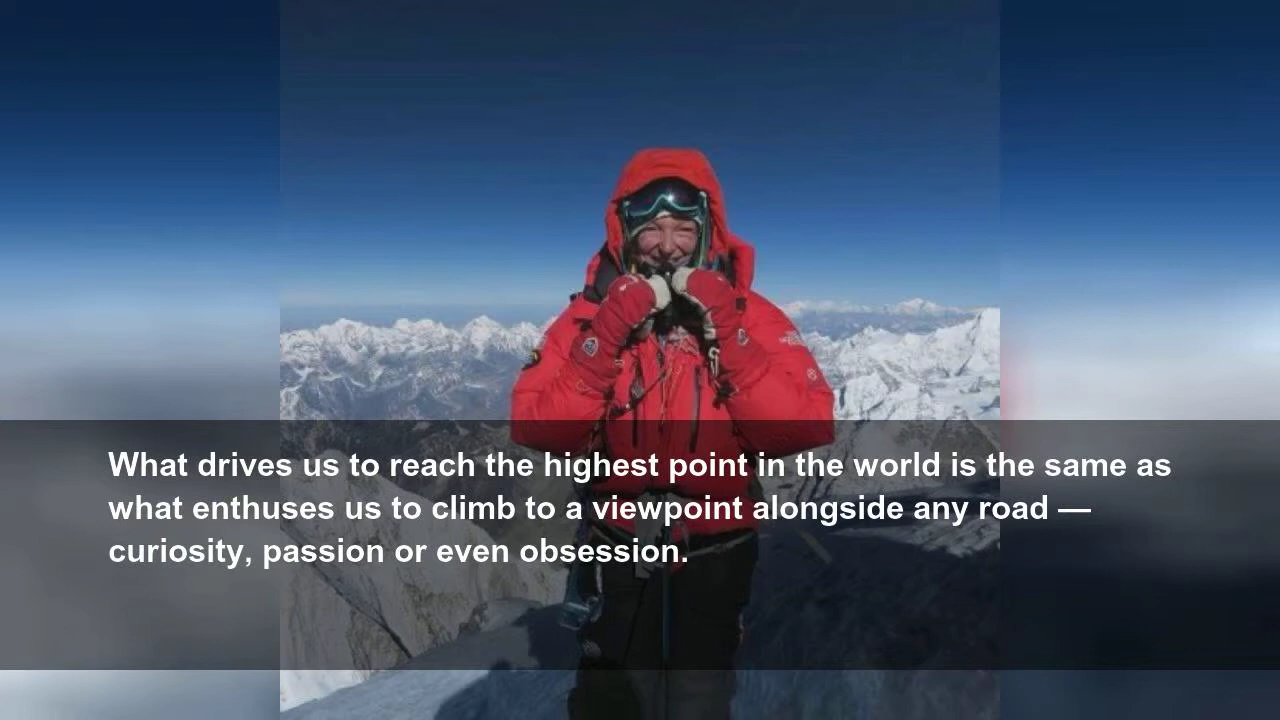 What drives us to reach the highest point in the world is the same as
what enthuses us to climb to a viewpoint alongside any road —
curiosity, passion or even obsession.